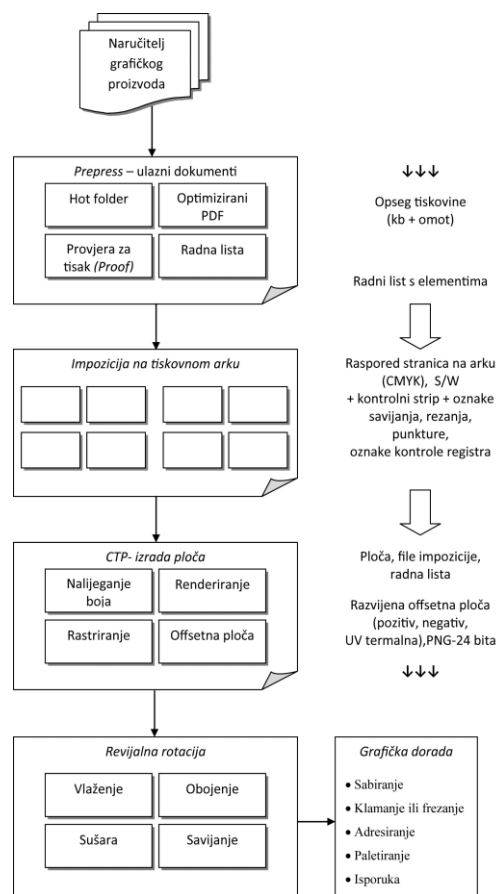 Naručitelj
grafičkog
proizvoda
Prepress – ulazni dokumenti
Hot folder
Optimizirani
PDF
Provjera za
tisak (Proof)
Radna lista
↓↓↓
Opseg tiskovine
(kb + omot)
Radni list s elementima
Impozicija na tiskovnom arku
Raspored stranica na arku
(CMYK), S/W
+ kontrolni strip + oznake
savijanja, rezanja,
punkture,
oznake kontrole registra
CTP- izrada ploča
Nalijeganje
boja
Renderiranje
Rastriranje
Offsetna ploča
Ploča, file impozicije,
radna lista
Razvijena offsetna ploča
(pozitiv, negativ,
UV termalna),PNG-24 bita
↓↓↓
Revijalna rotacija
Vlaženje
Obojenje
Sušara
Savijanje
Grafička dorada
• Sabiranje
• Klamanje ili frezanje
• Adresiranje
• Paletiranje
• Isporuka